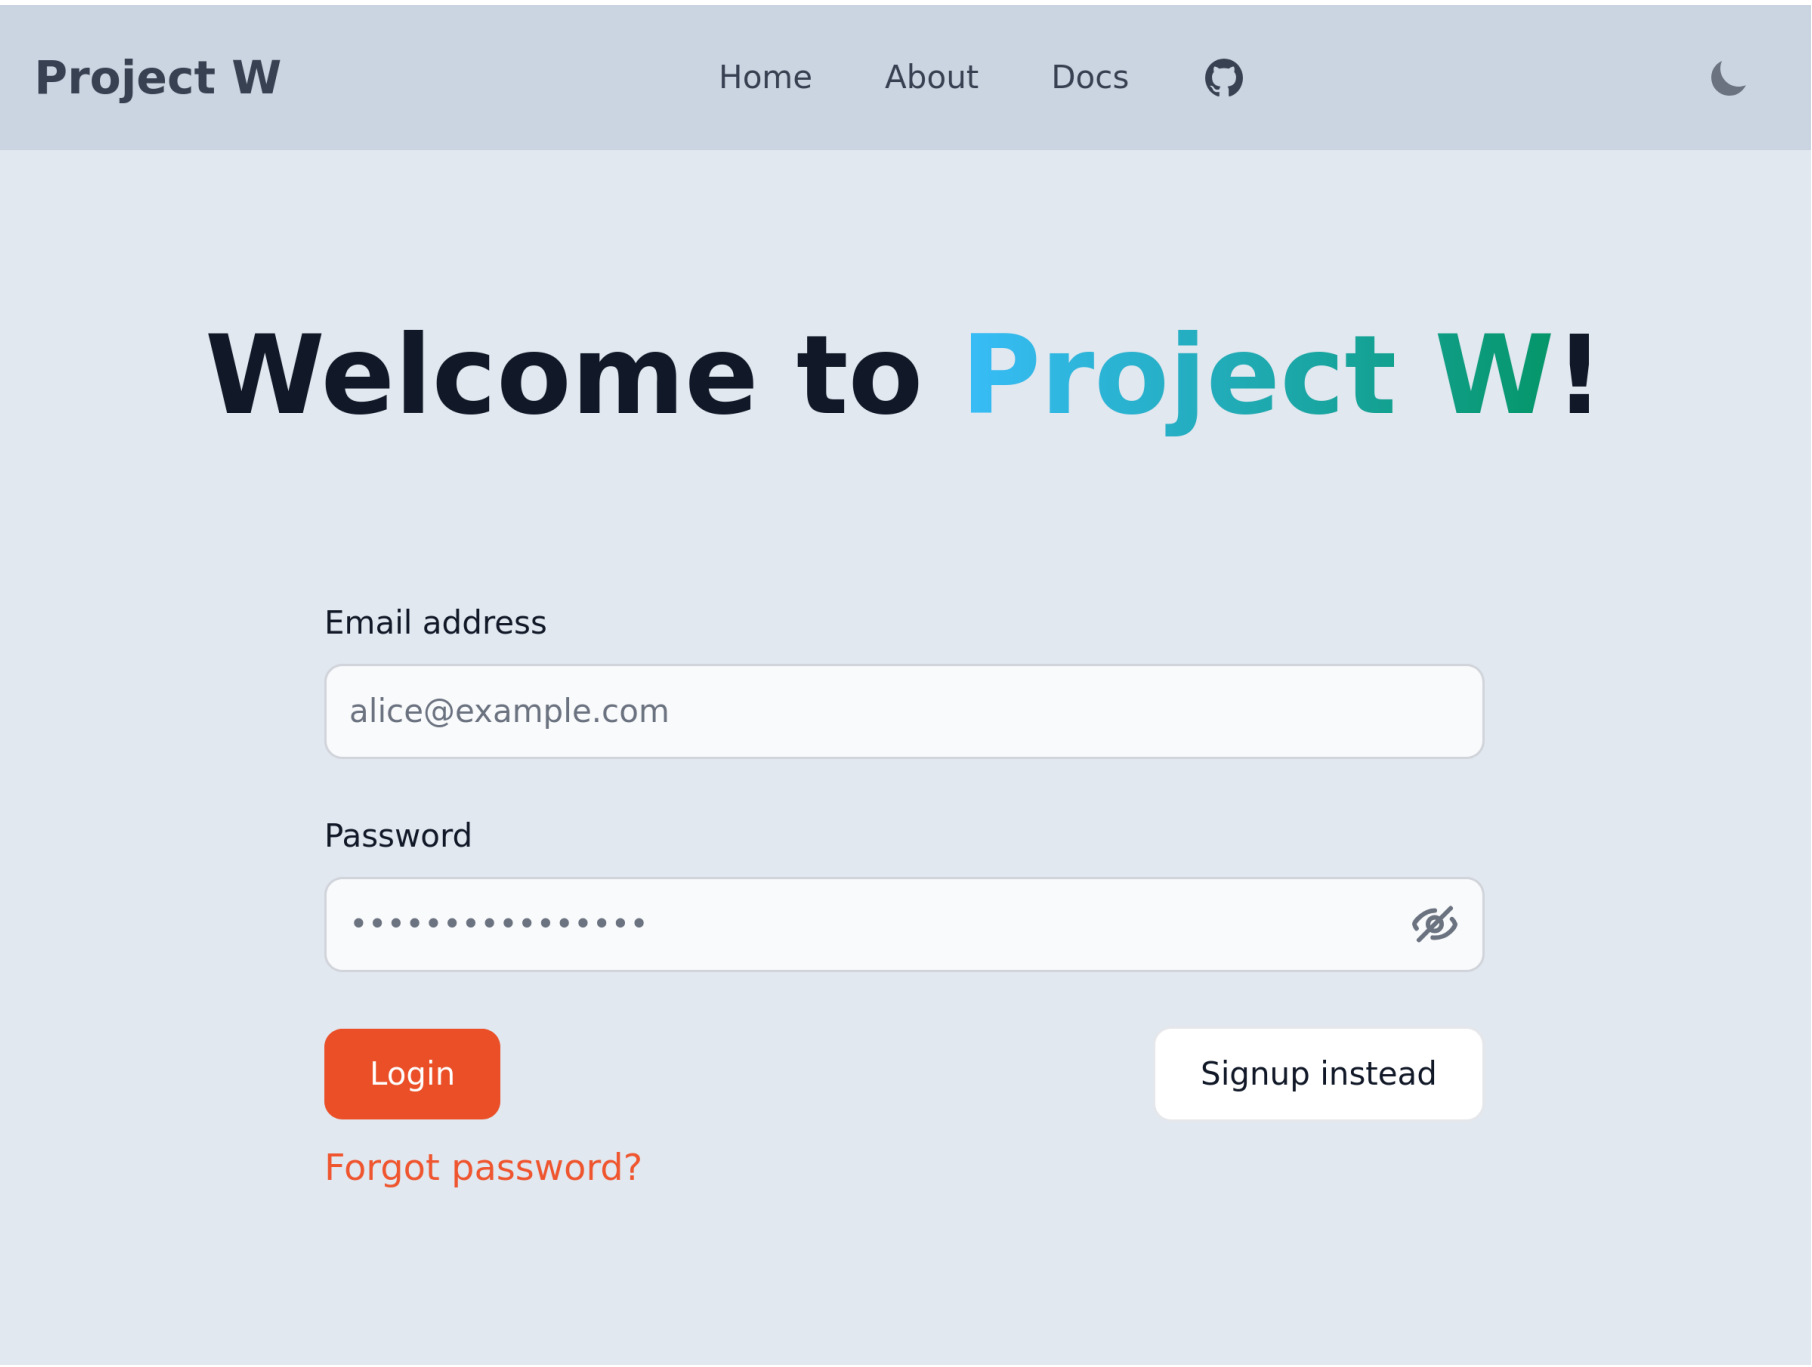 Project W
Home About Docs
Welcome to Project W!
Email address
alice@example.com
Password
••••••••••••••••
Login Signup instead
Forgot password?